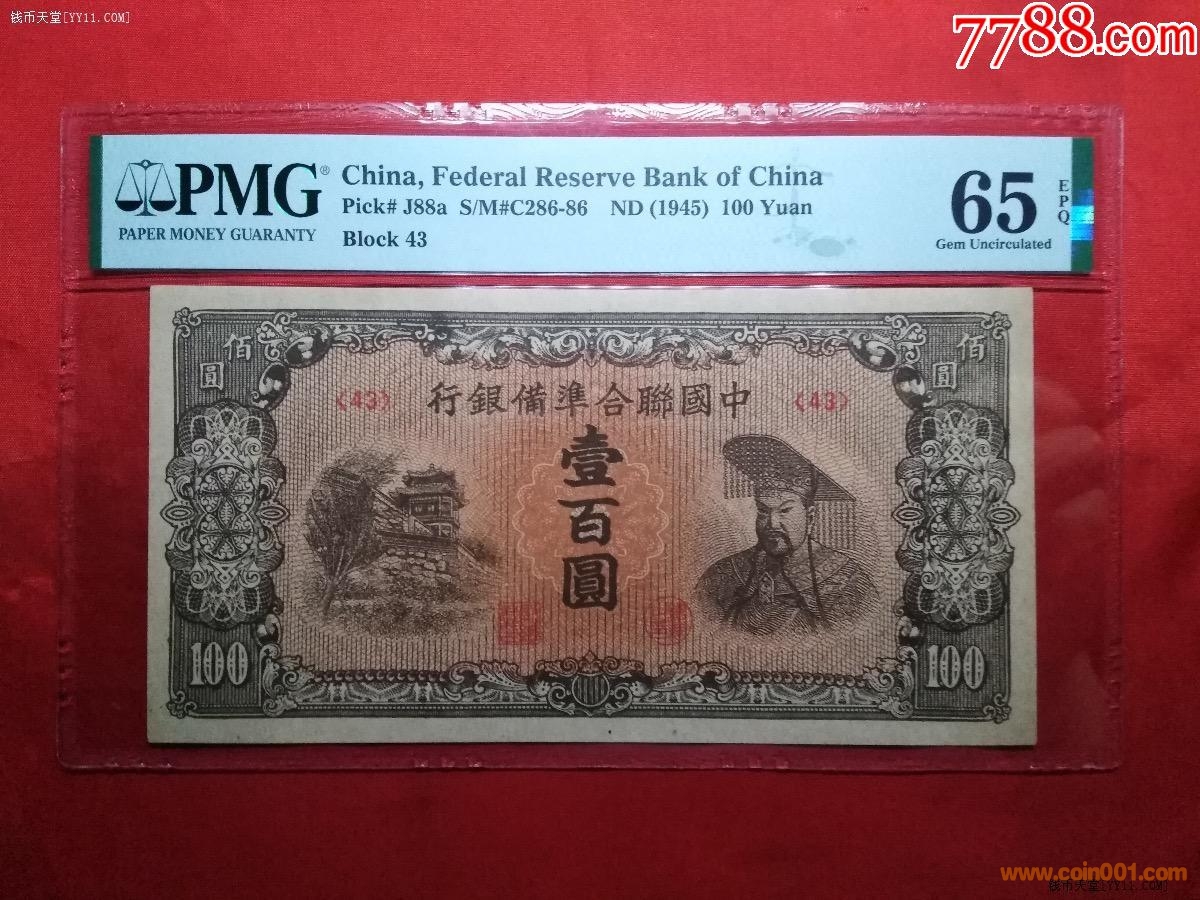 钱币天堂[YY11.COM]
7788.com
PMG®
PAPER MONEY GUARANTY
China, Federal Reserve Bank of China
Pick# J88a S/M#C286-86 ND (1945) 100 Yuan
Block 43
65
EPQ
Gem Uncirculated
佰圓
佰圓
行銀備準合聯國中
(43)
(43)
壹百圓
100
100
www.coin001.com
钱币天堂[YY11.COM]